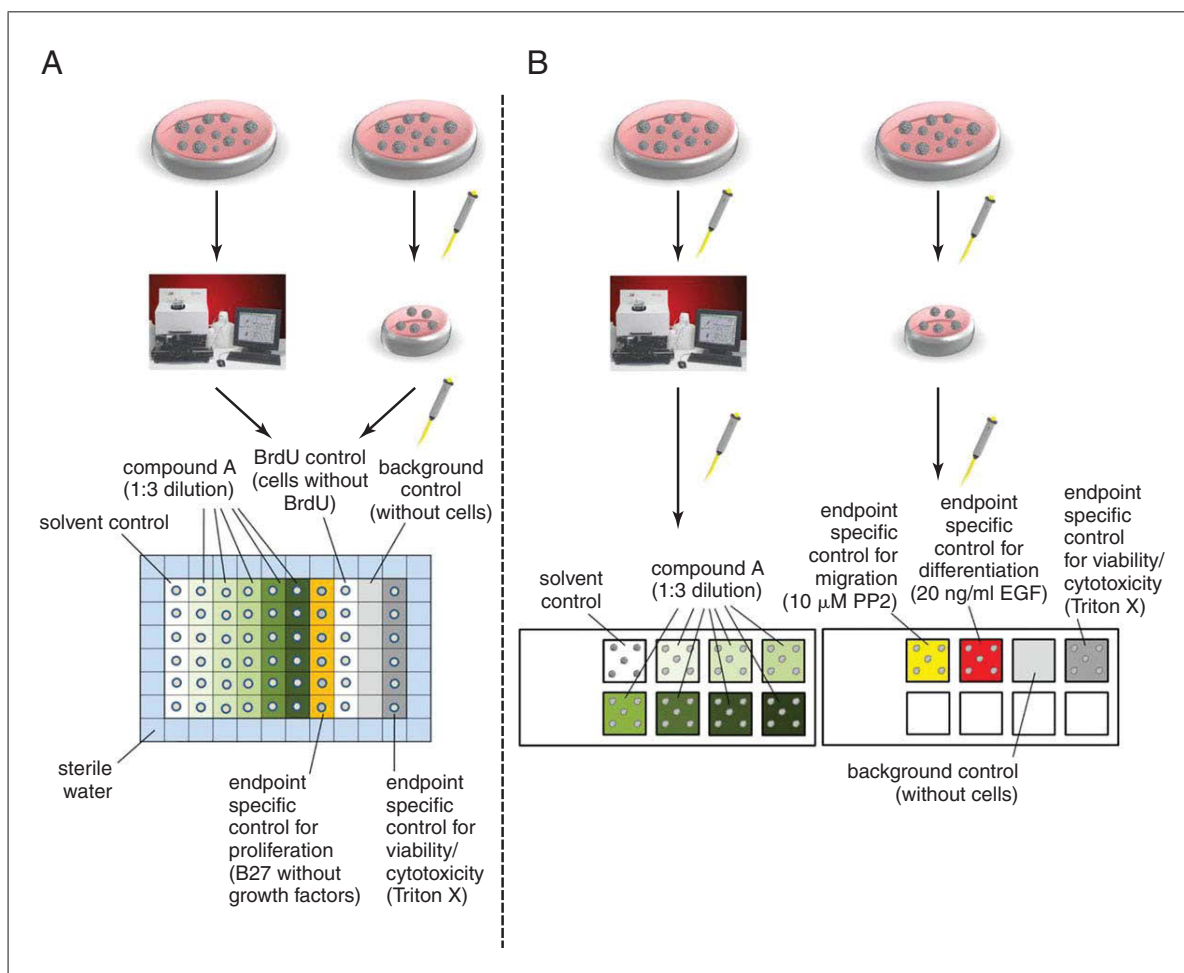 A
B
compound A
(1:3 dilution)
BrdU control
(cells without
BrdU)
background
control
(without cells)
solvent control
sterile
water
endpoint
specific
control for
proliferation
(B27 without
growth factors)
endpoint
specific
control for
viability/
cytotoxicity
(Triton X)
solvent
control
compound A
(1:3 dilution)
endpoint
specific
control for
migration
(10 μM PP2)
endpoint
specific
control for
differentiation
(20 ng/ml EGF)
endpoint
specific
control
for viability/
cytotoxicity
(Triton X)
background control
(without cells)